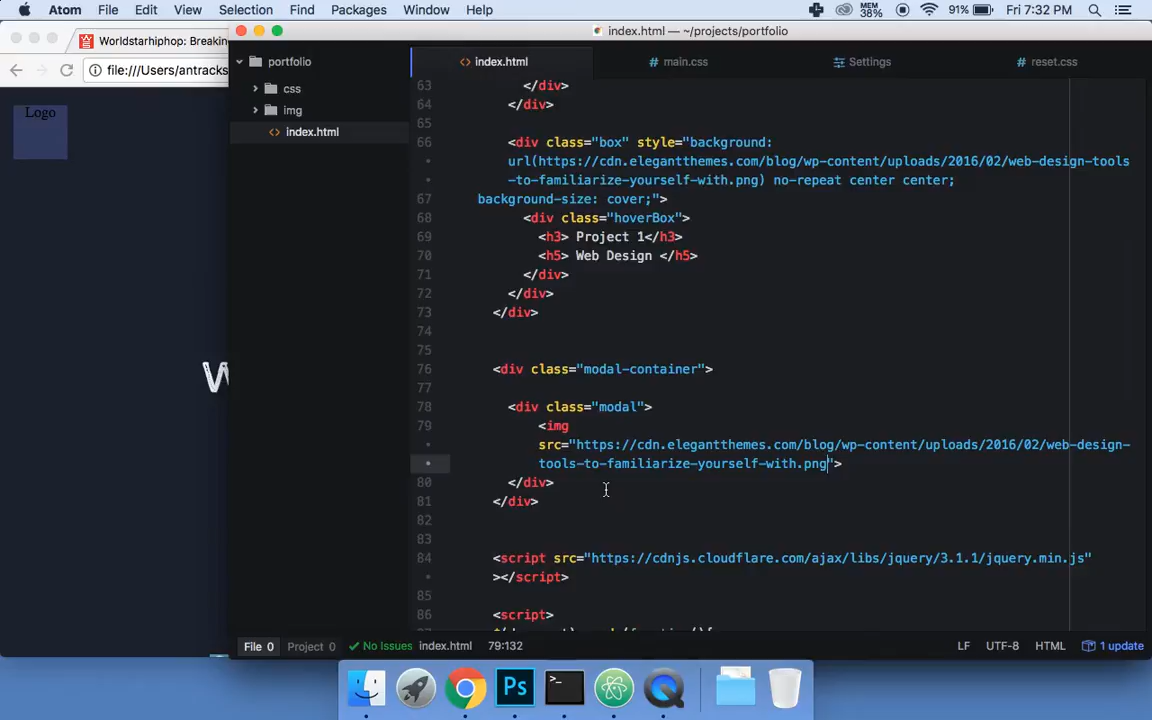 Atom File Edit View Selection Find Packages Window Help MEM 38% 91% Fri 7:32 PM
Worldstarhiphop: Breakin
file:///Users/antracks
Logo
W
index.html — ~/projects/portfolio
portfolio
css
img
index.html
index.html main.css Settings reset.css
63 </div>
64 </div>
65
66 <div class="box" style="background:
• url(https://cdn.elegantthemes.com/blog/wp-content/uploads/2016/02/web-design-tools
• -to-familiarize-yourself-with.png) no-repeat center center;
67 background-size: cover;">
68 <div class="hoverBox">
69 <h3> Project 1</h3>
70 <h5> Web Design </h5>
71 </div>
72 </div>
73 </div>
74
75
76 <div class="modal-container">
77
78 <div class="modal">
79 <img
• src="https://cdn.elegantthemes.com/blog/wp-content/uploads/2016/02/web-design-
• tools-to-familiarize-yourself-with.png">
80 </div>
81 </div>
82
83
84 <script src="https://cdnjs.cloudflare.com/ajax/libs/jquery/3.1.1/jquery.min.js"
• ></script>
85
86 <script>
File 0 Project 0 No Issues index.html 79:132 LF UTF-8 HTML 1 update
Ps
>_